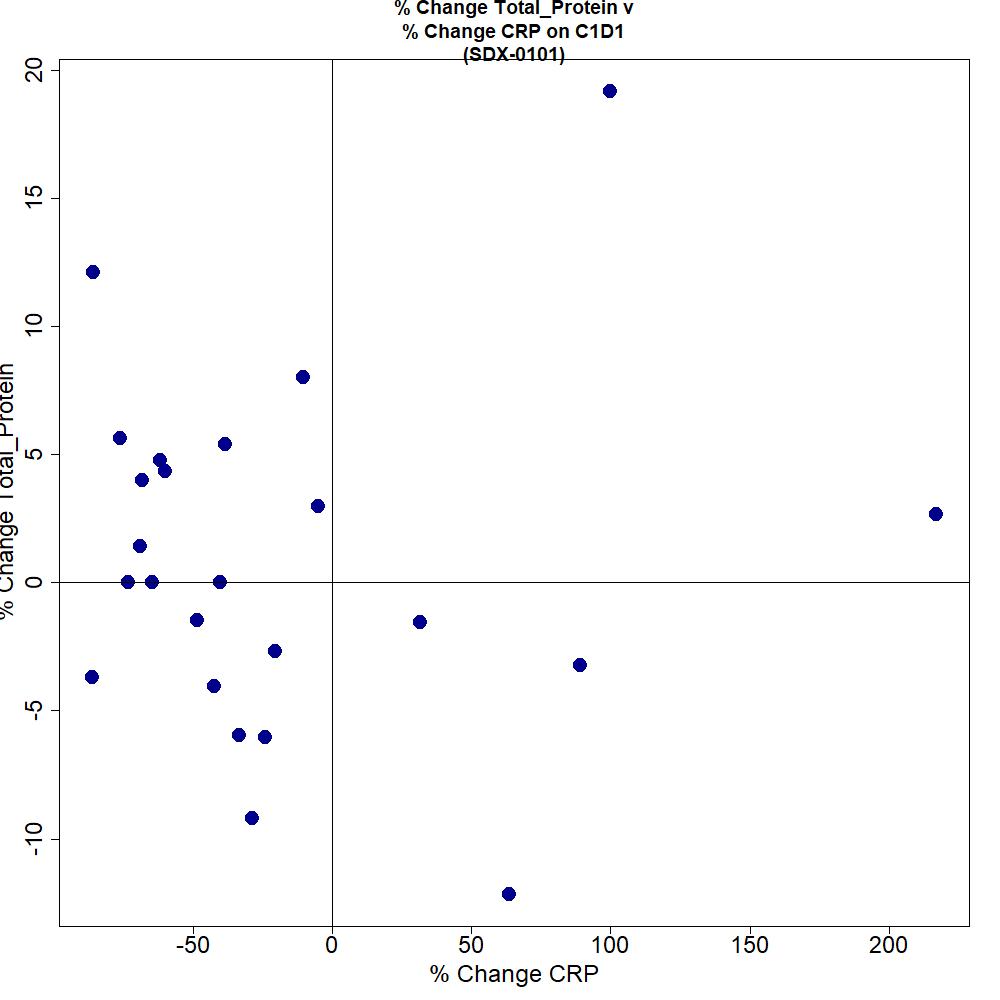 % Change Total_Protein v
% Change CRP on C1D1
(SDX-0101)
% Change Total_Protein
20
15
10
5
0
-5
-10
-50
0
50
100
150
200
% Change CRP